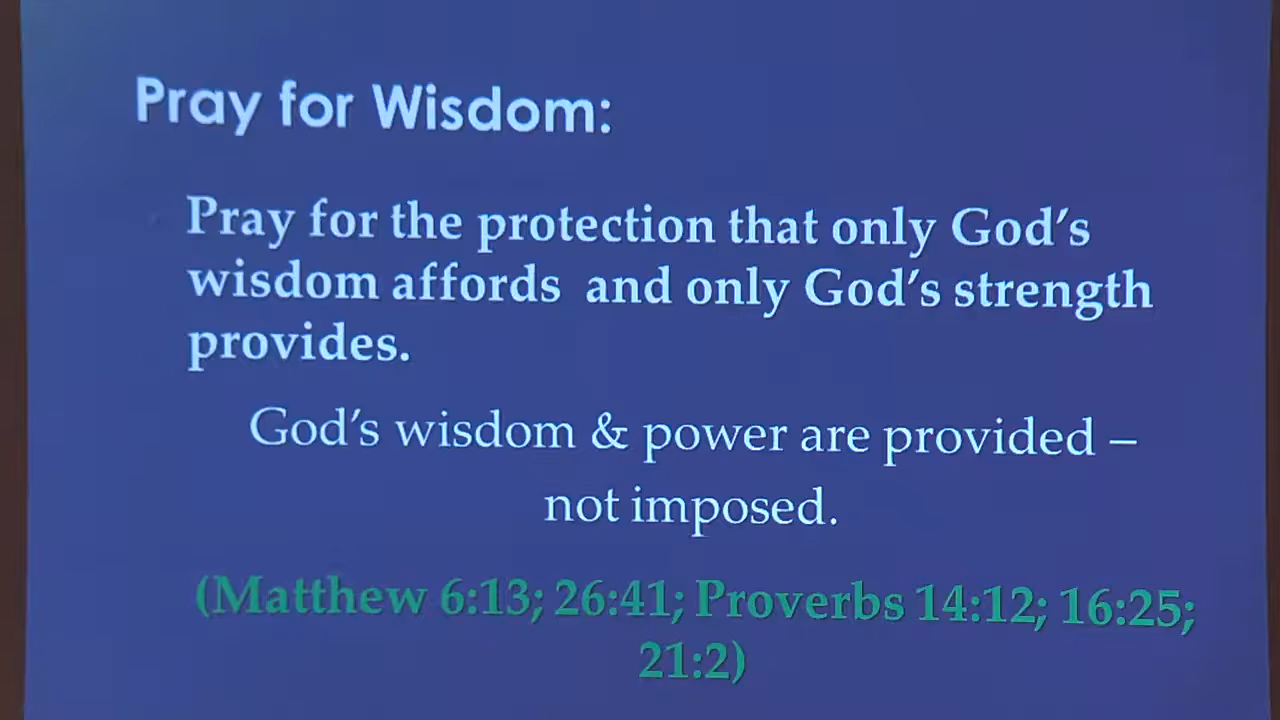 Pray for Wisdom:
Pray for the protection that only God's
wisdom affords and only God's strength
provides.
God's wisdom & power are provided –
not imposed.
(Matthew 6:13; 26:41; Proverbs 14:12; 16:25;
21:2)